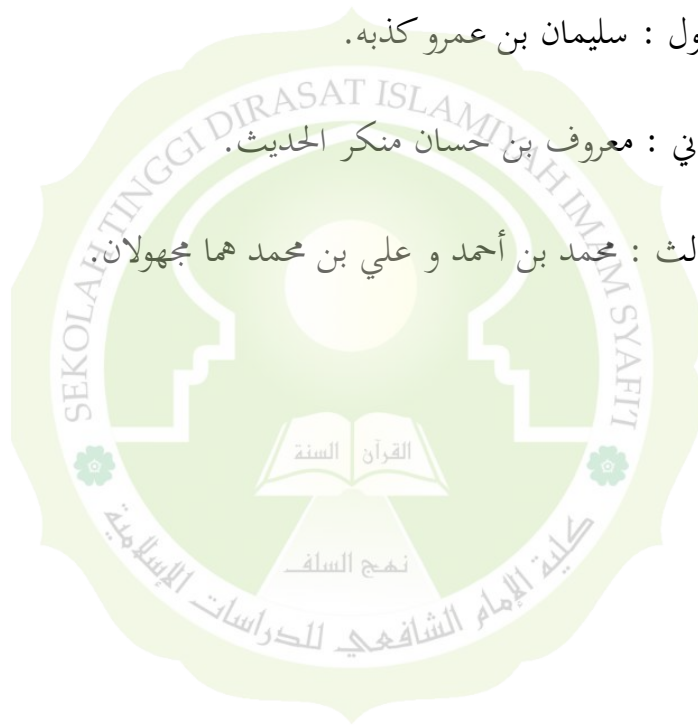 ول : سليمان بن عمرو كذبه.
ني : معروف بن حسان منكر الحديث.
لث : محمد بن أحمد و علي بن محمد هما مجهولان.
SEKOLAH TINGGI DIRASAT ISLAMIYAH IMAM SYAFI'I
القرآن السنة
نهج السلف
كلية الإمام الشافعي للدراسات الإسلامية